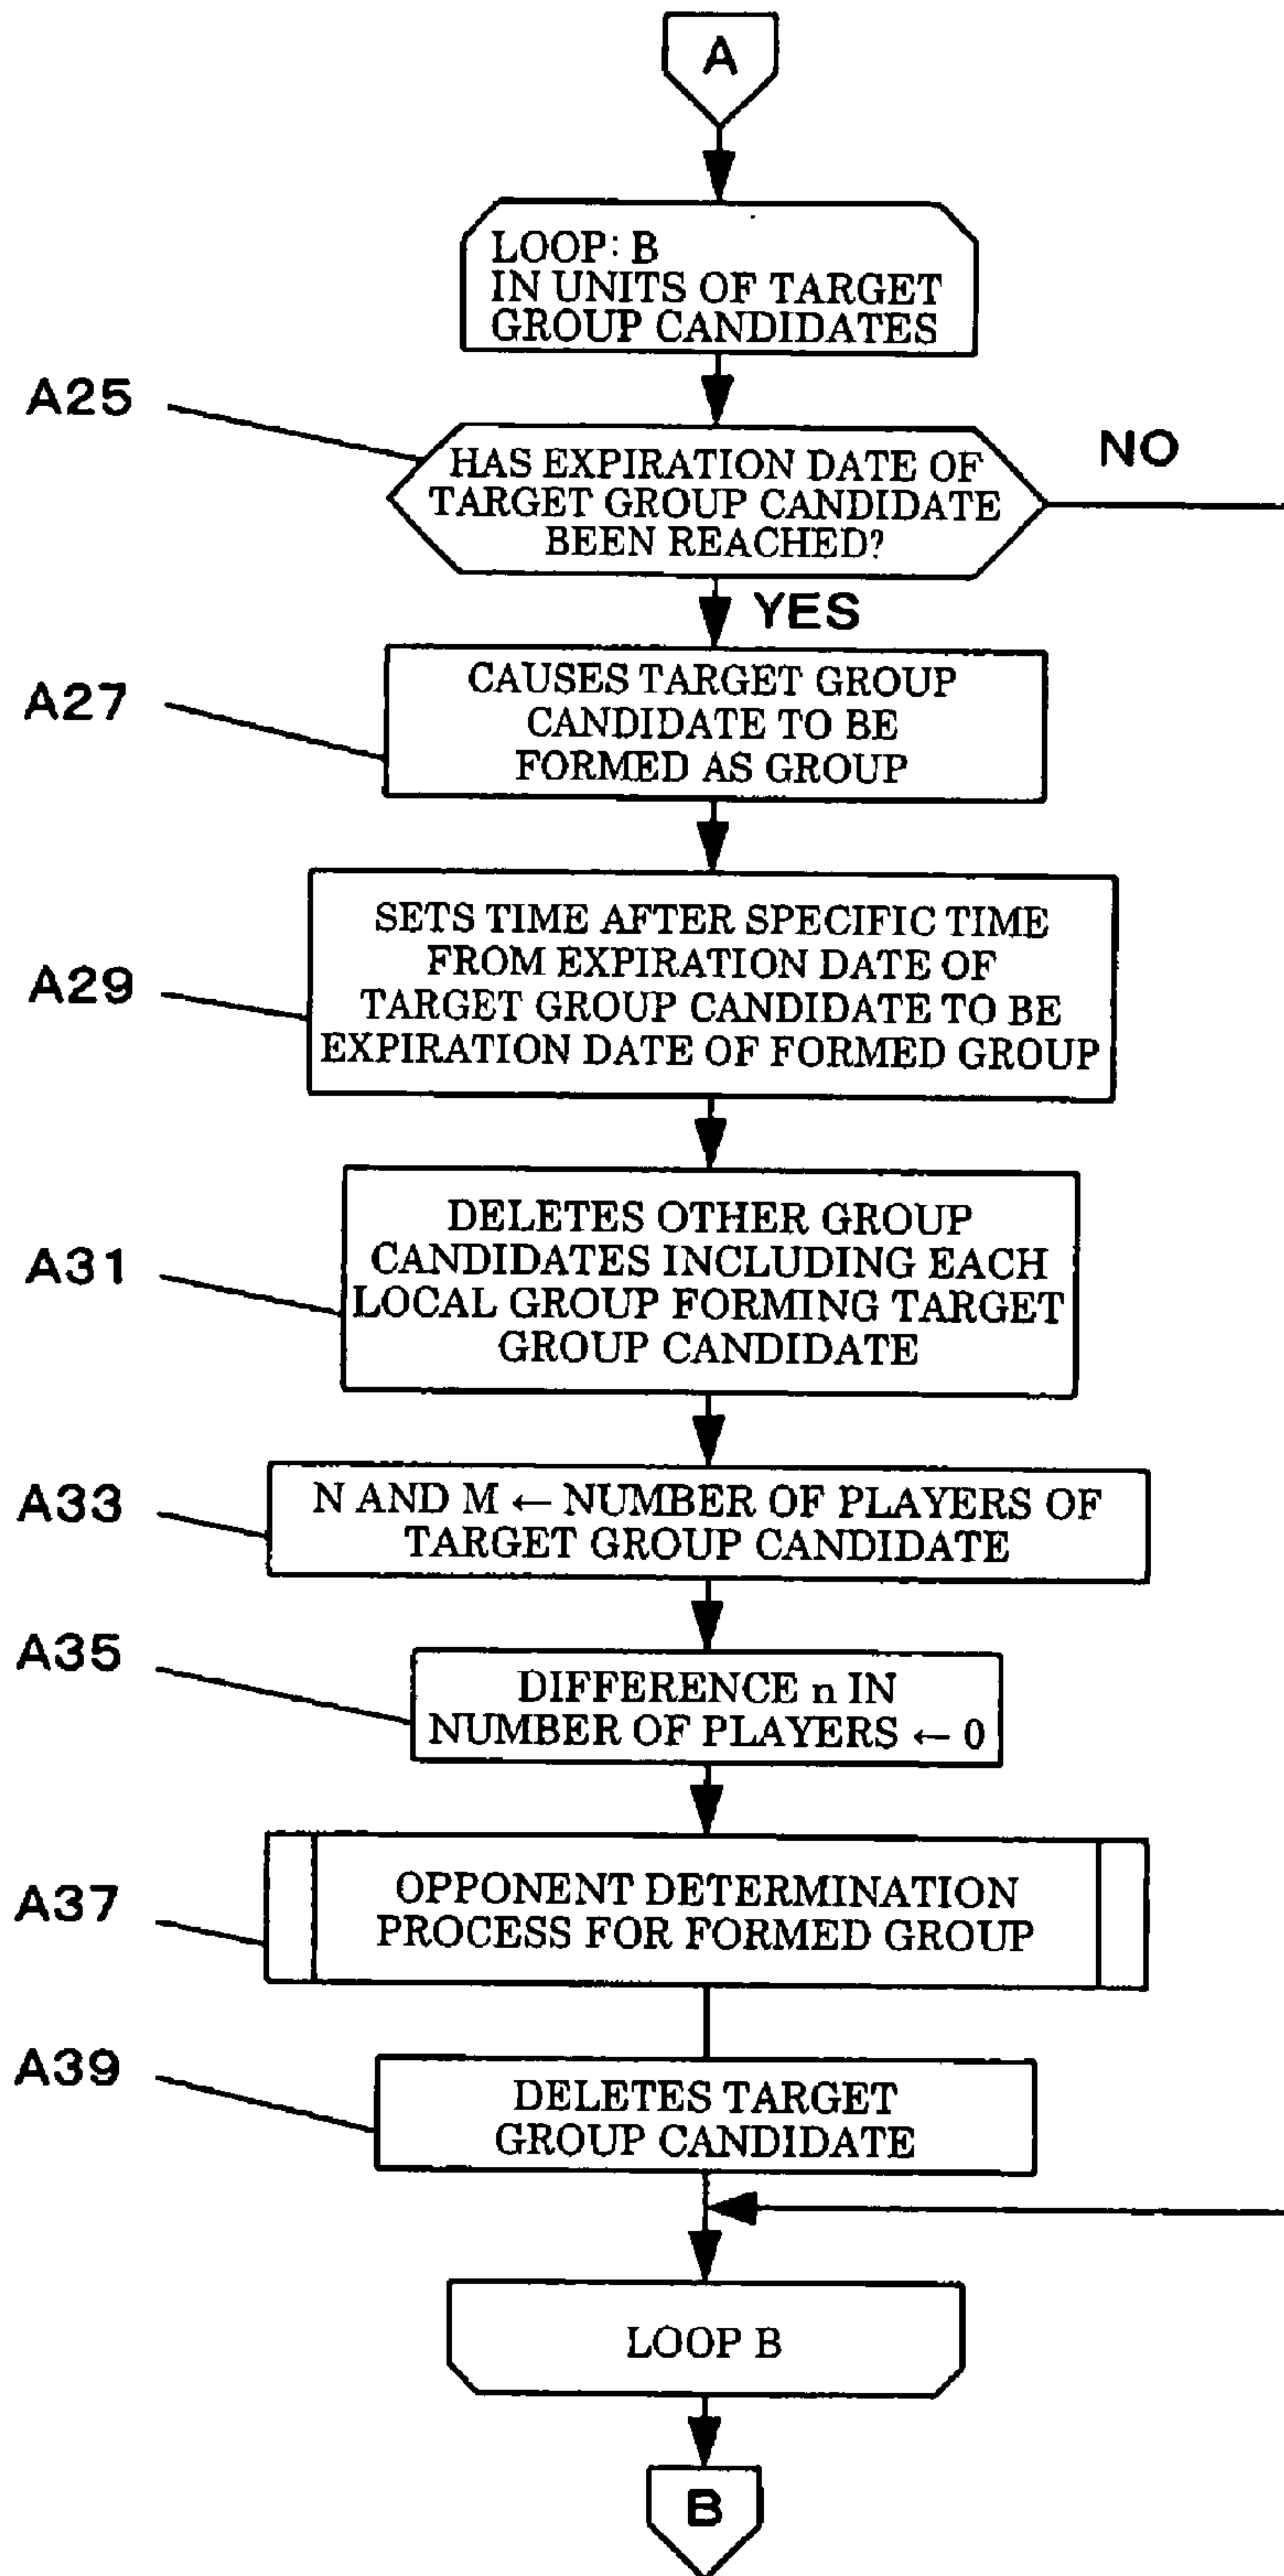 A
LOOP: B
IN UNITS OF TARGET
GROUP CANDIDATES
A25
HAS EXPIRATION DATE OF
TARGET GROUP CANDIDATE
BEEN REACHED?
NO
YES
A27
CAUSES TARGET GROUP
CANDIDATE TO BE
FORMED AS GROUP
A29
SETS TIME AFTER SPECIFIC TIME
FROM EXPIRATION DATE OF
TARGET GROUP CANDIDATE TO BE
EXPIRATION DATE OF FORMED GROUP
A31
DELETES OTHER GROUP
CANDIDATES INCLUDING EACH
LOCAL GROUP FORMING TARGET
GROUP CANDIDATE
A33
N AND M ← NUMBER OF PLAYERS OF
TARGET GROUP CANDIDATE
A35
DIFFERENCE n IN
NUMBER OF PLAYERS ← 0
A37
OPPONENT DETERMINATION
PROCESS FOR FORMED GROUP
A39
DELETES TARGET
GROUP CANDIDATE
LOOP B
B